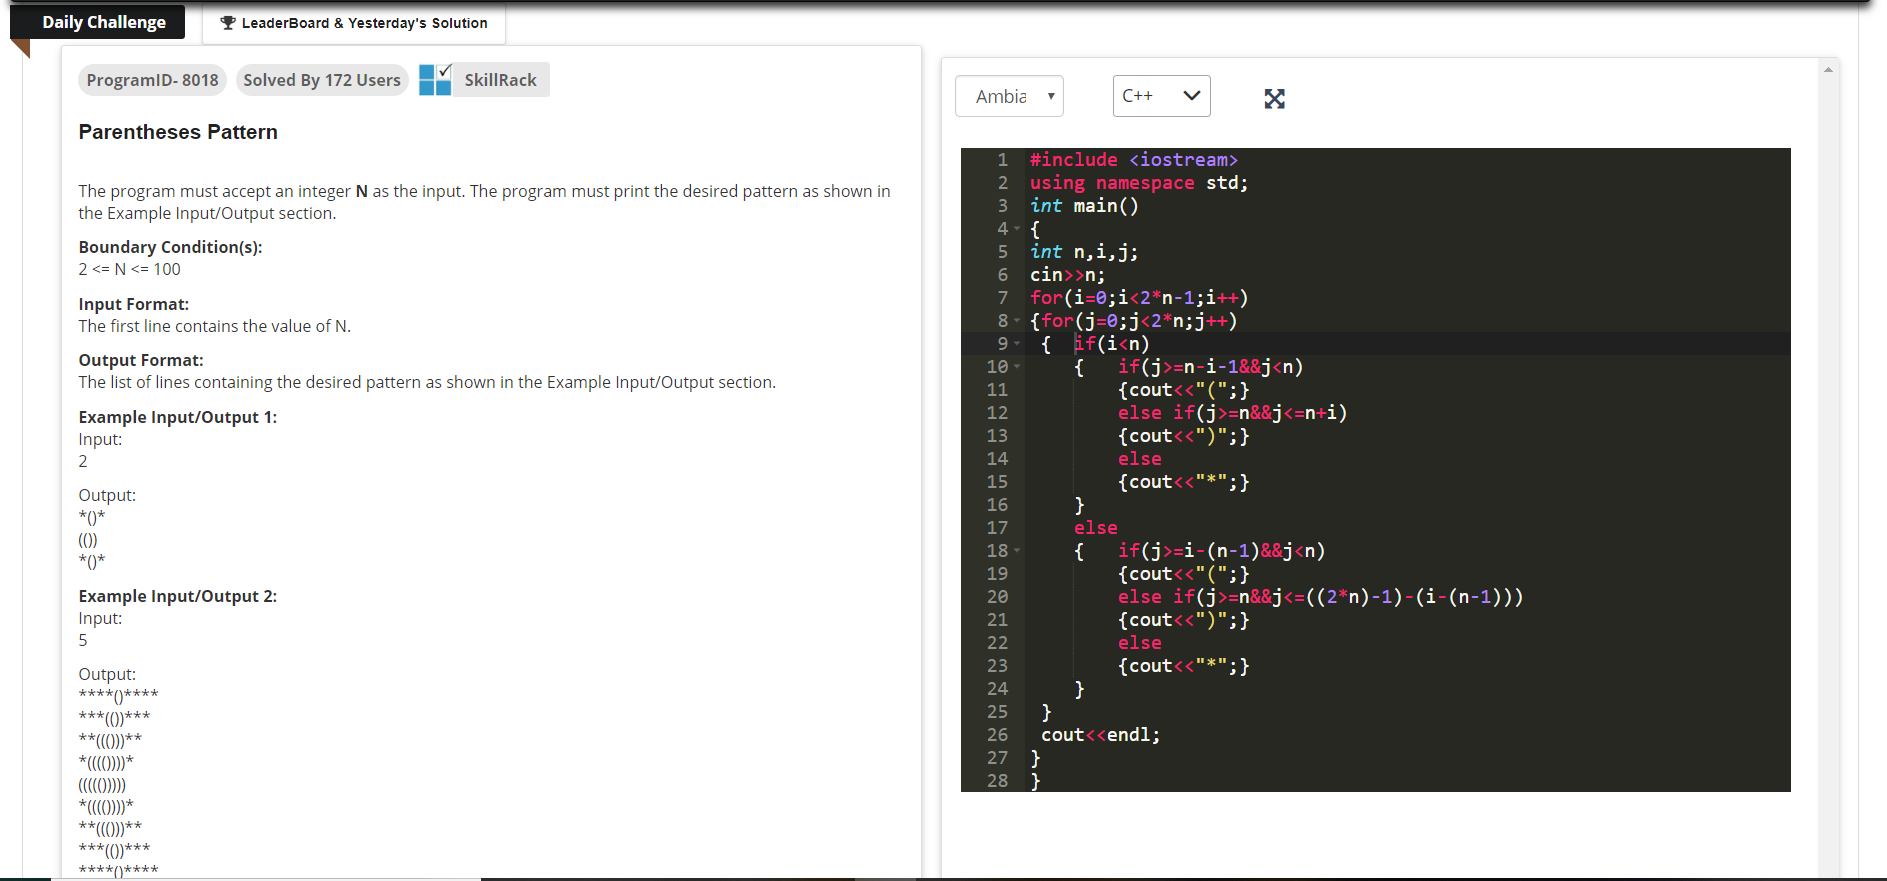 Daily Challenge
LeaderBoard & Yesterday's Solution
ProgramID- 8018
Solved By 172 Users
SkillRack
Parentheses Pattern
The program must accept an integer N as the input. The program must print the desired pattern as shown in
the Example Input/Output section.
Boundary Condition(s):
2 <= N <= 100
Input Format:
The first line contains the value of N.
Output Format:
The list of lines containing the desired pattern as shown in the Example Input/Output section.
Example Input/Output 1:
Input:
2
Output:
*()*
(())
*()*
Example Input/Output 2:
Input:
5
Output:
****()****
***(())***
**((()))**
*(((())))*
((((()))))
*(((())))*
**((()))**
***(())***
****()****
Ambia
C++
1 #include <iostream>
2 using namespace std;
3 int main()
4 {
5 int n,i,j;
6 cin>>n;
7 for(i=0;i<2*n-1;i++)
8 {for(j=0;j<2*n;j++)
9 {  if(i<n)
10 {   if(j>=n-i-1&&j<n)
11 {cout<<"(";}
12 else if(j>=n&&j<=n+i)
13 {cout<<")";}
14 else
15 {cout<<"*";}
16 }
17 else
18 {   if(j>=i-(n-1)&&j<n)
19 {cout<<"(";}
20 else if(j>=n&&j<=((2*n)-1)-(i-(n-1)))
21 {cout<<")";}
22 else
23 {cout<<"*";}
24 }
25 }
26 cout<<endl;
27 }
28 }